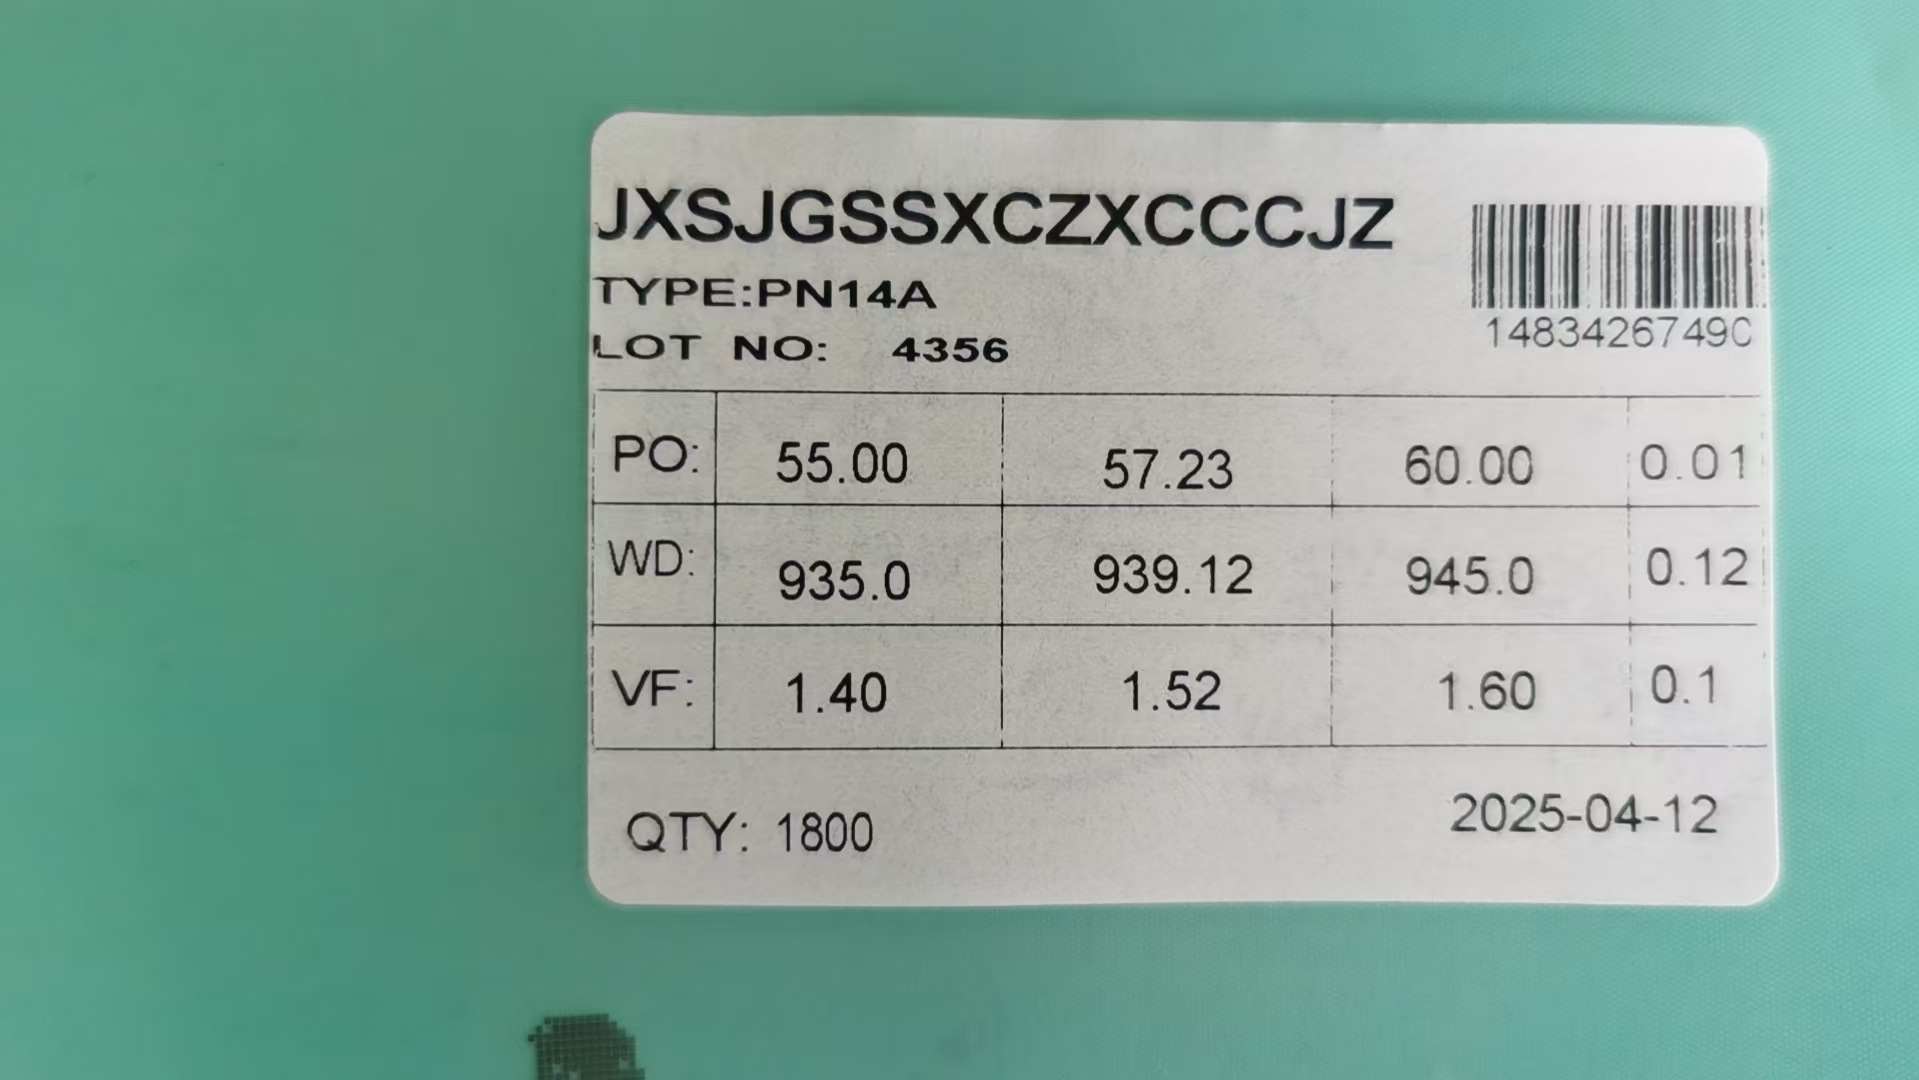 JXSJGSSXCZXCCCJZ
TYPE:PN14A
14834267490
LOT NO: 4356
PO: 55.00 57.23 60.00 0.01
WD: 935.0 939.12 945.0 0.12
VF: 1.40 1.52 1.60 0.1
QTY: 1800 2025-04-12